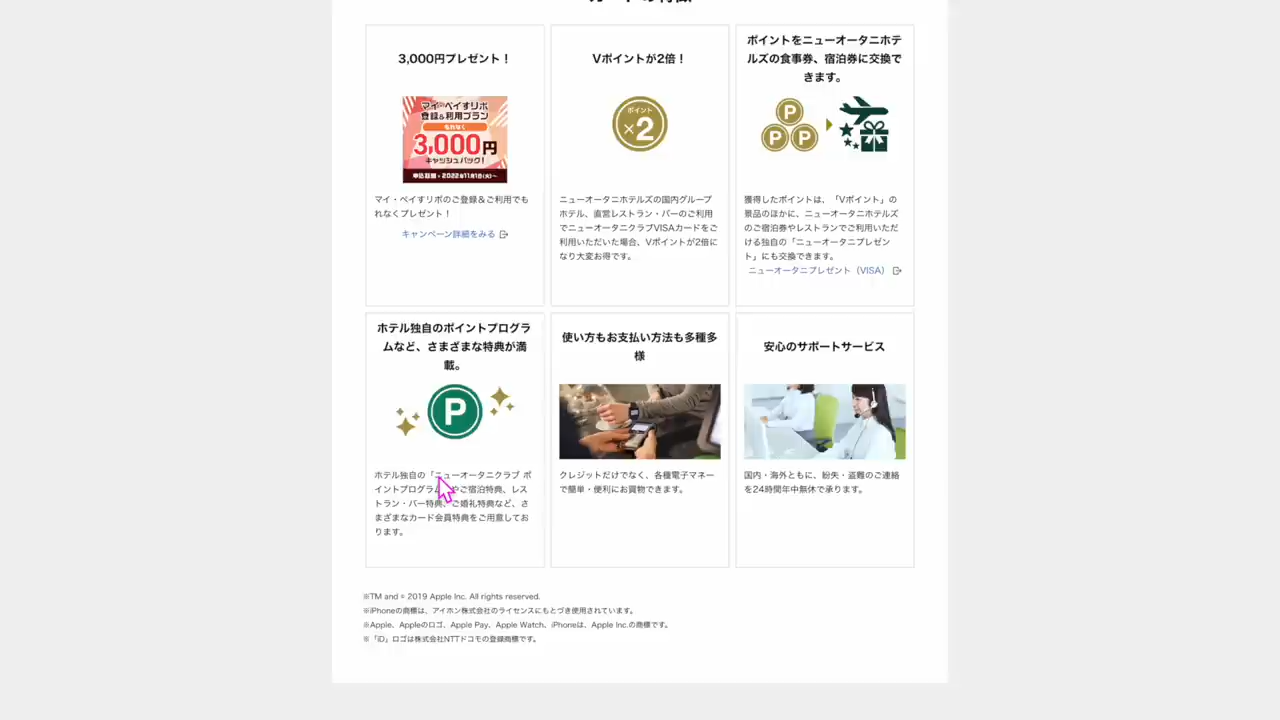 3,000円プレゼント！
マイ・ペイすリボ
登録&利用プラン
もれなく
3,000円
キャッシュバック！
申込期間：2022年11月1日(火)～
マイ・ペイすリボのご登録＆ご利用でも
れなくプレゼント！
キャンペーン詳細をみる
Vポイントが2倍！
ポイント
×2
ニューオータニホテルズの国内グループ
ホテル、直営レストラン・バーのご利用
でニューオータニクラブVISAカードをご
利用いただいた場合、Vポイントが2倍に
なり大変お得です。
ポイントをニューオータニホテ
ルズの食事券、宿泊券に交換で
きます。
P
P P
獲得したポイントは、「Vポイント」の
景品のほかに、ニューオータニホテルズ
のご宿泊券やレストランでご利用いただ
ける独自の「ニューオータニプレゼン
ト」にも交換できます。
ニューオータニプレゼント（VISA）
ホテル独自のポイントプログラ
ムなど、さまざまな特典が満
載。
P
ホテル独自の「ニューオータニクラブ ポ
イントプログラ ご宿泊特典、レス
トラン・バー特典、ご婚礼特典など、さ
まざまなカード会員特典をご用意してお
ります。
使い方もお支払い方法も多種多
様
クレジットだけでなく、各種電子マネー
で簡単・便利にお買物できます。
安心のサポートサービス
国内・海外ともに、紛失・盗難のご連絡
を24時間年中無休で承ります。
※TM and © 2019 Apple Inc. All rights reserved.
※iPhoneの商標は、アイホン株式会社のライセンスにもとづき使用されています。
※Apple、Appleのロゴ、Apple Pay、Apple Watch、iPhoneは、Apple Inc.の商標です。
※「iD」ロゴは株式会社NTTドコモの登録商標です。